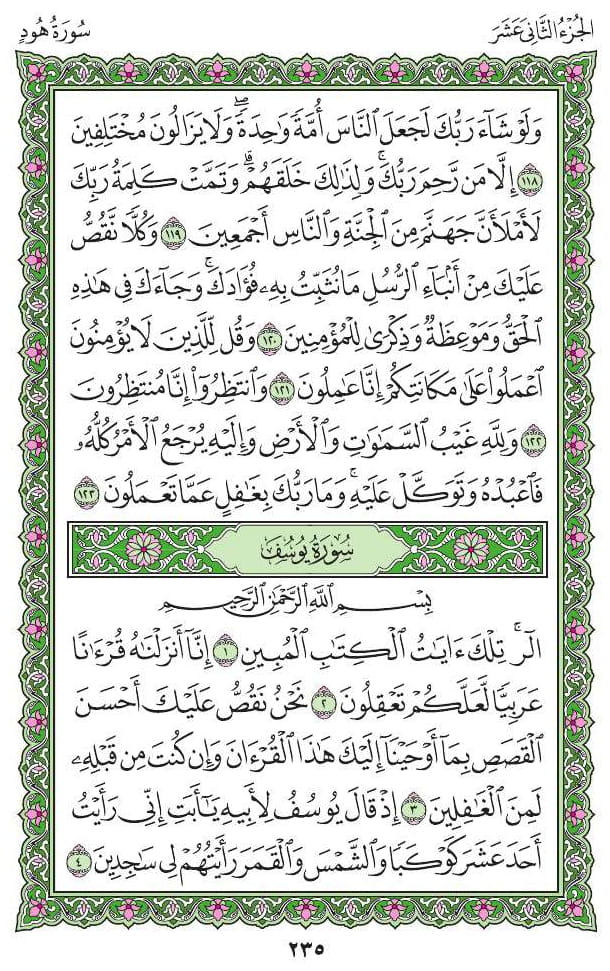 الجُزْءُ الثَّانِي عَشَرَ
سُورَةُ هُودٍ
وَلَوْ شَآءَ رَبُّكَ لَجَعَلَ ٱلنَّاسَ أُمَّةً وَٰحِدَةً ۖ وَلَا يَزَالُونَ مُخْتَلِفِينَ
١١٨ إِلَّا مَن رَّحِمَ رَبُّكَ ۚ وَلِذَٰلِكَ خَلَقَهُمْ ۗ وَتَمَّتْ كَلِمَةُ رَبِّكَ
لَأَمْلَأَنَّ جَهَنَّمَ مِنَ ٱلْجِنَّةِ وَٱلنَّاسِ أَجْمَعِينَ ١١٩ وَكُلًّا نَّقُصُّ
عَلَيْكَ مِنْ أَنۢبَآءِ ٱلرُّسُلِ مَا نُثَبِّتُ بِهِۦ فُؤَادَكَ ۚ وَجَآءَكَ فِى هَٰذِهِ
ٱلْحَقُّ وَمَوْعِظَةٌ وَذِكْرَىٰ لِلْمُؤْمِنِينَ ١٢٠ وَقُل لِّلَّذِينَ لَا يُؤْمِنُونَ
ٱعْمَلُوا۟ عَلَىٰ مَكَانَتِكُمْ إِنَّا عَٰمِلُونَ ١٢١ وَٱنتَظِرُوٓا۟ إِنَّا مُنتَظِرُونَ
١٢٢ وَلِلَّهِ غَيْبُ ٱلسَّمَٰوَٰتِ وَٱلْأَرْضِ وَإِلَيْهِ يُرْجَعُ ٱلْأَمْرُ كُلُّهُۥ
فَٱعْبُدْهُ وَتَوَكَّلْ عَلَيْهِ ۚ وَمَا رَبُّكَ بِغَٰفِلٍ عَمَّا تَعْمَلُونَ ١٢٣
سُورَةُ يُوسُفَ
بِسْمِ ٱللَّهِ ٱلرَّحْمَٰنِ ٱلرَّحِيمِ
الٓر ۚ تِلْكَ ءَايَٰتُ ٱلْكِتَٰبِ ٱلْمُبِينِ ١ إِنَّآ أَنزَلْنَٰهُ قُرْءَٰنًا
عَرَبِيًّا لَّعَلَّكُمْ تَعْقِلُونَ ٢ نَحْنُ نَقُصُّ عَلَيْكَ أَحْسَنَ
ٱلْقَصَصِ بِمَآ أَوْحَيْنَآ إِلَيْكَ هَٰذَا ٱلْقُرْءَانَ وَإِن كُنتَ مِن قَبْلِهِۦ
لَمِنَ ٱلْغَٰفِلِينَ ٣ إِذْ قَالَ يُوسُفُ لِأَبِيهِ يَٰٓأَبَتِ إِنِّى رَأَيْتُ
أَحَدَ عَشَرَ كَوْكَبًا وَٱلشَّمْسَ وَٱلْقَمَرَ رَأَيْتُهُمْ لِى سَٰجِدِينَ ٤
٢٣٥